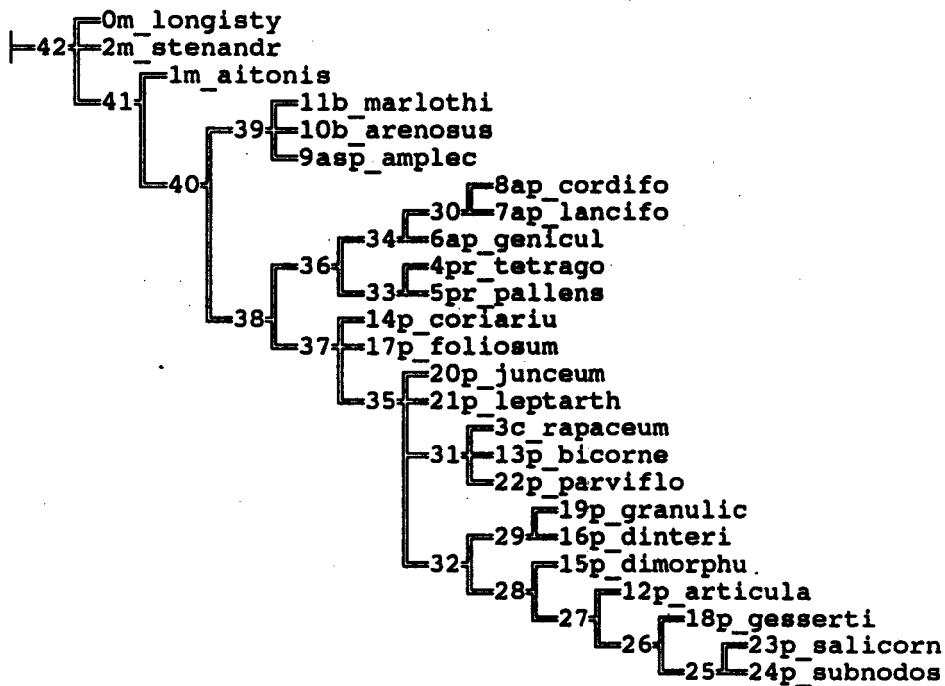 0m_longisty
42 2m_stenandr
1m_aitonis
41
11b_marlothi
39 10b_arenosus
9asp_amplec
40 8ap_cordifo
30 7ap_lancifo
34 6ap_genicul
36 4pr_tetrago
33 5pr_pallens
38 14p_coriariu
37 17p_foliosum
20p_junceum
35 21p_leptarth
3c_rapaceum
31 13p_bicorne
22p_parviflo
19p_granulic
29 16p_dinteri
32 15p_dimorphu
28 12p_articula
27 18p_gesserti
26 23p_salicorn
25 24p_subnodos